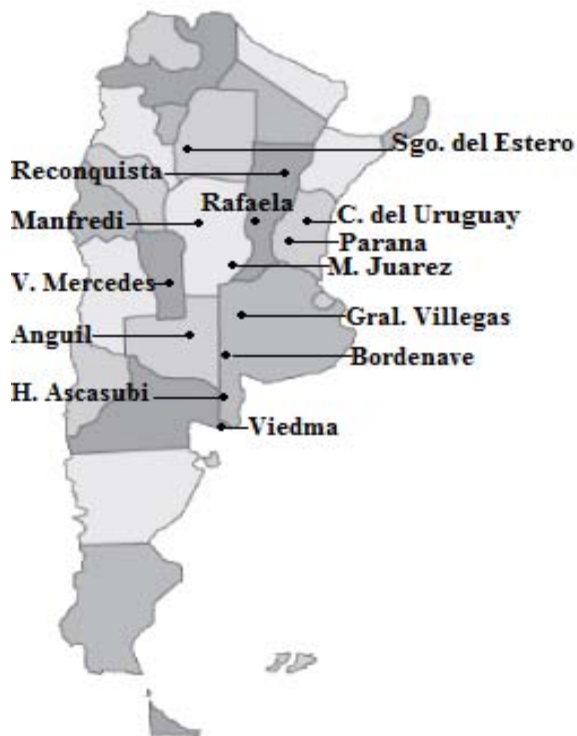 Sgo. del Estero
Reconquista
Rafaela
Manfredi
C. del Uruguay
Parana
M. Juarez
V. Mercedes
Gral. Villegas
Anguil
Bordenave
H. Ascasubi
Viedma